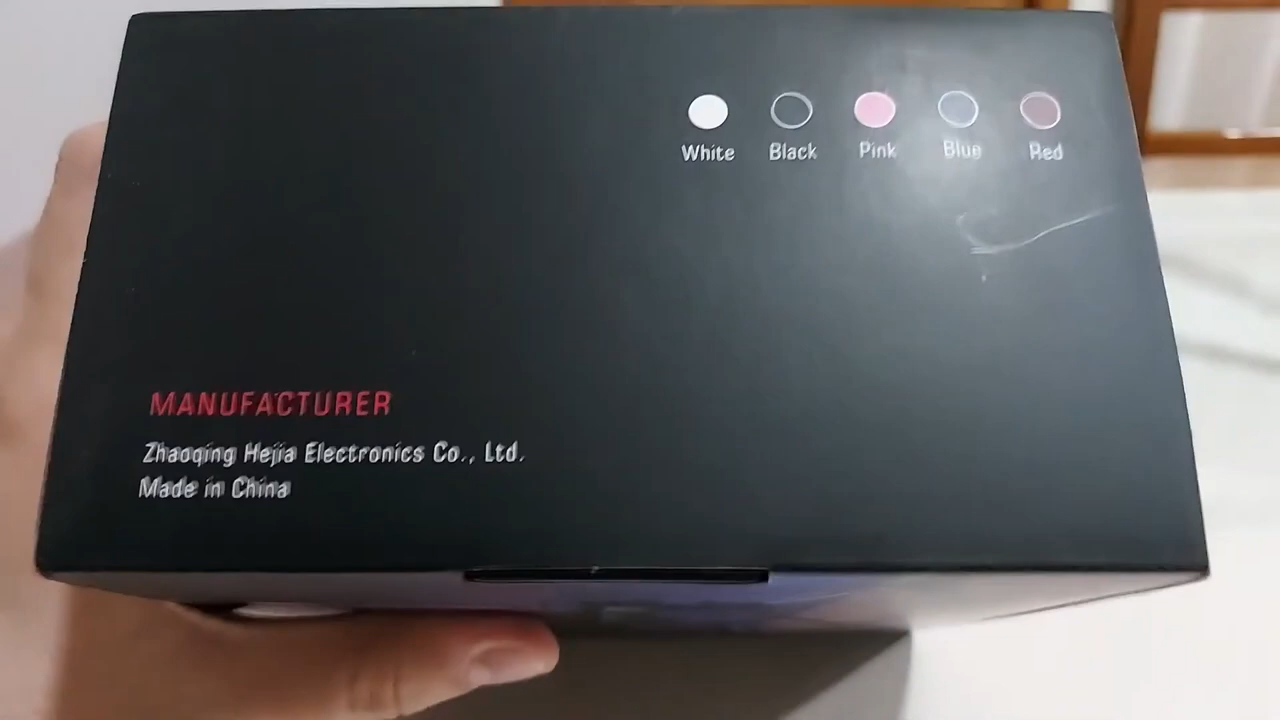 White Black Pink Blue Red
MANUFACTURER
Zhaoqing Hejia Electronics Co., Ltd.
Made in China